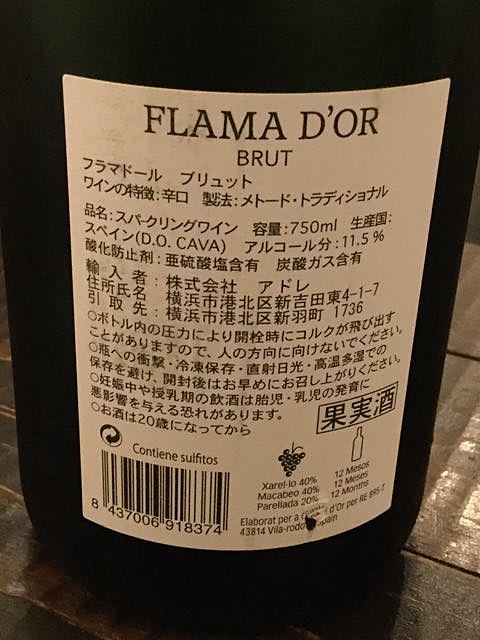 FLAMA D'OR
BRUT
フラマドール ブリュット
ワインの特徴:辛口 製法:メトード・トラディショナル
品名:スパークリングワイン 容量:750ml 生産国:
スペイン(D.O. CAVA) アルコール分:11.5%
酸化防止剤:亜硫酸塩含有 炭酸ガス含有
輸入者:株式会社 アドレ
住所氏名 横浜市港北区新吉田東4-1-7
引取先:横浜市港北区新羽町 1736
○ボトル内の圧力により開栓時にコルクが飛び出す
ことがありますので、人の方向に向けないでください。
○瓶への衝撃・冷凍保存・直射日光・高温多湿での
保存を避け、開封後はお早めにお召し上がりください。
○妊娠中や授乳期の飲酒は胎児・乳児の発育に
悪影響を与える恐れがあります。
○お酒は20歳になってから
果実酒
Contiene sulfitos
8 437006 918374
Xarel·lo 40%
Macabeo 40%
Parellada 20%
12 Mesos
12 Meses
12 Months
Elaborat per a d'Or per RE 895-T
43814 Vila-rodo